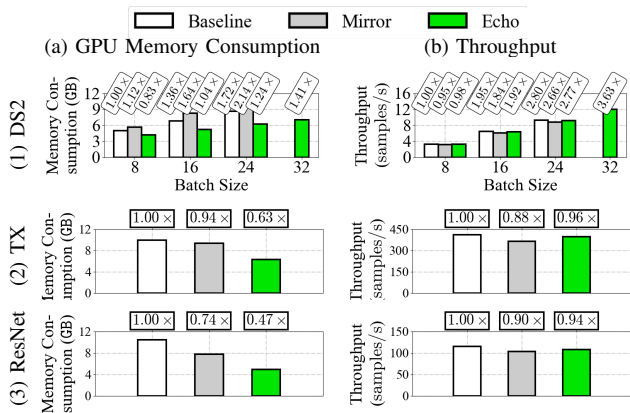 Baseline Mirror Echo
(a) GPU Memory Consumption
(b) Throughput
(1) DS2
Memory Con-
sumption (GB)
12
9
6
3
0
1.00 ×
1.12 ×
0.83 ×
1.36 ×
1.64 ×
1.04 ×
1.72 ×
2.14 ×
1.24 ×
1.41 ×
8 16 24 32
Batch Size
Throughput
(samples/s)
16
12
8
4
0
1.00 ×
0.95 ×
0.98 ×
1.95 ×
1.84 ×
1.92 ×
2.80 ×
2.66 ×
2.77 ×
3.63 ×
8 16 24 32
Batch Size
(2) TX
Memory Con-
mption (GB)
12
8
4
0
1.00 × 0.94 × 0.63 ×
Throughput
samples/s)
450
300
150
0
1.00 × 0.88 × 0.96 ×
(3) ResNet
Memory Con-
sumption (GB)
12
8
4
0
1.00 × 0.74 × 0.47 ×
Throughput
(samples/s)
150
100
50
0
1.00 × 0.90 × 0.94 ×